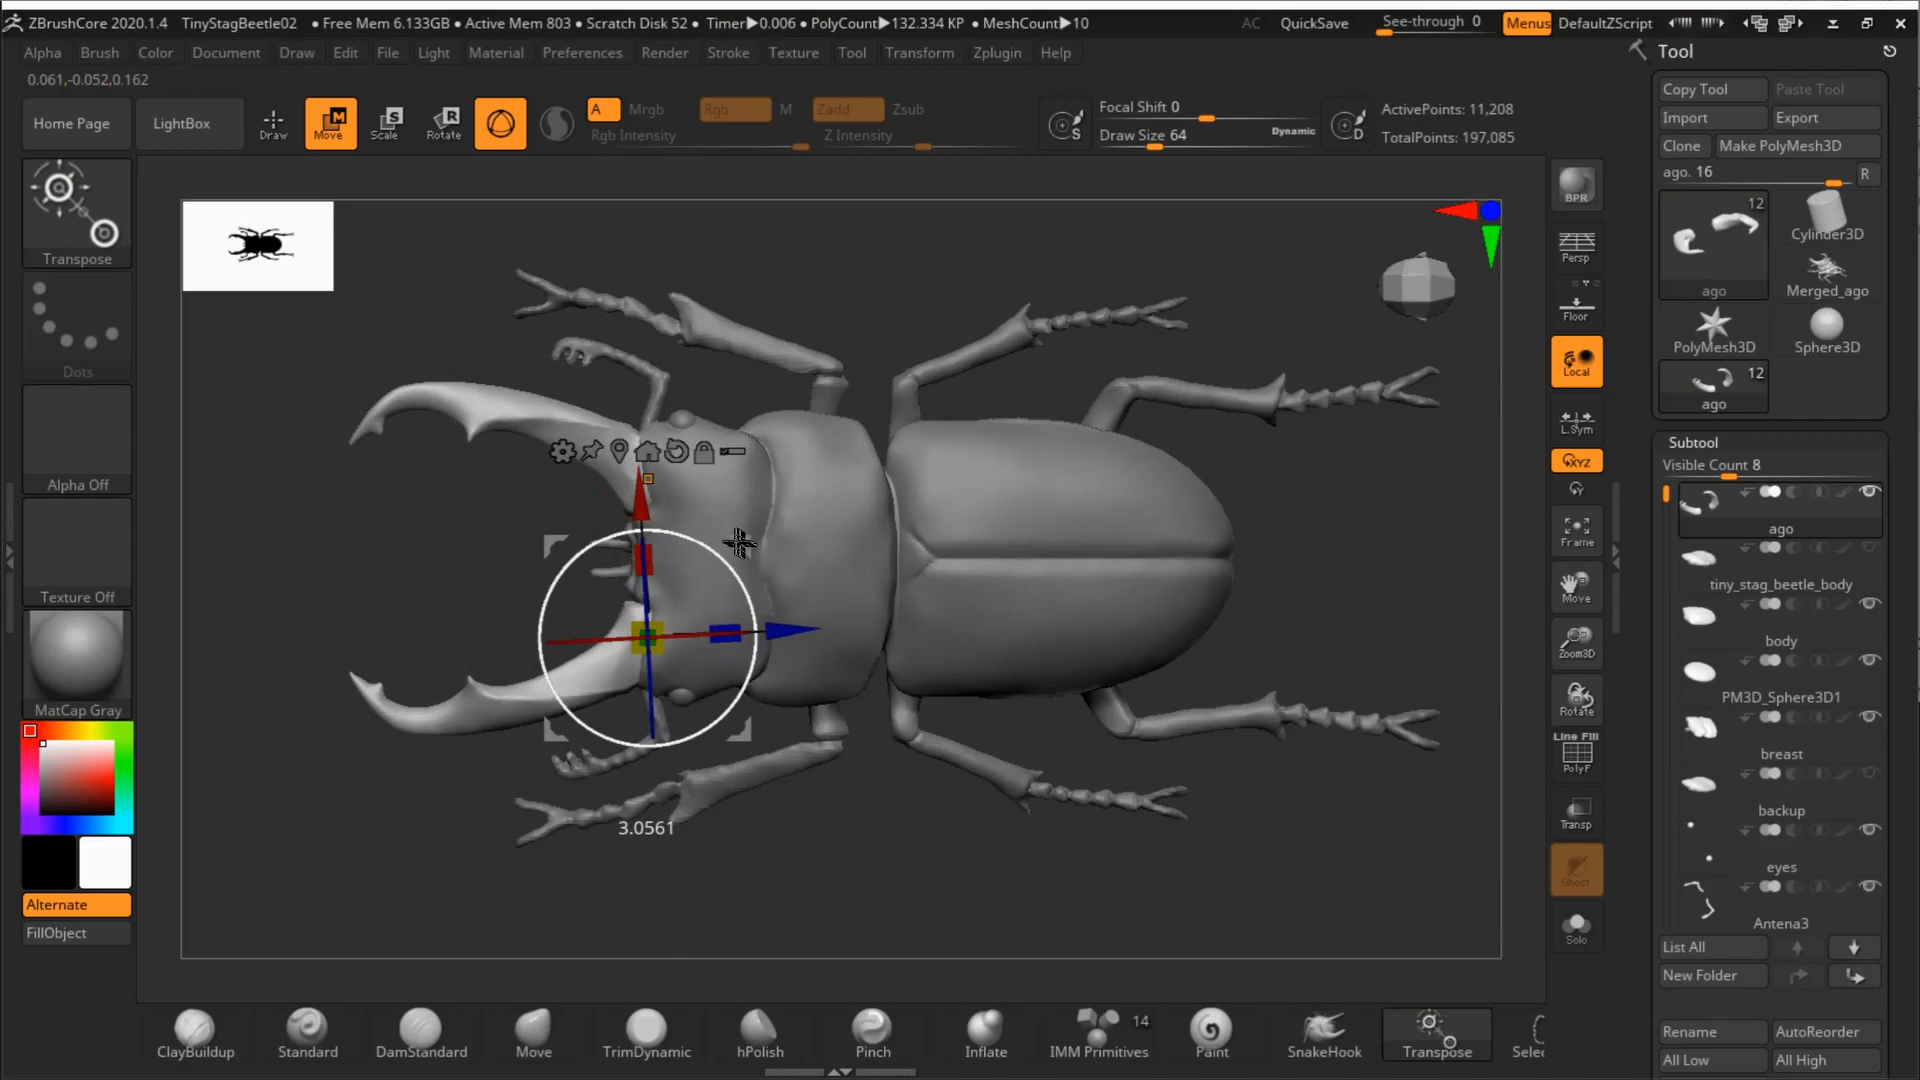 ZBrushCore 2020.1.4 TinyStagBeetle02 • Free Mem 6.133GB • Active Mem 803 • Scratch Disk 52 • Timer▶0.006 • PolyCount▶132.334 KP • MeshCount▶10 AC QuickSave See-through 0 Menus DefaultZScript
Alpha Brush Color Document Draw Edit File Light Material Preferences Render Stroke Texture Tool Transform Zplugin Help
0.061,-0.052,0.162
Home Page
LightBox
Draw
Move
Scale
Rotate
A
Mrgb
Rgb
M
Zadd
Zsub
Rgb Intensity
Z Intensity
Focal Shift 0
Draw Size 64
Dynamic
ActivePoints: 11,208
TotalPoints: 197,085
Transpose
Dots
Alpha Off
Texture Off
MatCap Gray
Alternate
FillObject
3.0561
BPR
Persp
Floor
Local
L.Sym
XYZ
Frame
Move
Zoom3D
Rotate
Line Fill
PolyF
Transp
Ghost
Solo
Tool
Copy Tool
Paste Tool
Import
Export
Clone
Make PolyMesh3D
ago. 16
R
12
ago
Cylinder3D
Merged_ago
PolyMesh3D
Sphere3D
12
ago
Subtool
Visible Count 8
ago
tiny_stag_beetle_body
body
PM3D_Sphere3D1
breast
backup
eyes
Antena3
List All
New Folder
Rename
AutoReorder
All Low
All High
ClayBuildup
Standard
DamStandard
Move
TrimDynamic
hPolish
Pinch
Inflate
14
IMM Primitives
Paint
SnakeHook
Transpose
Selec